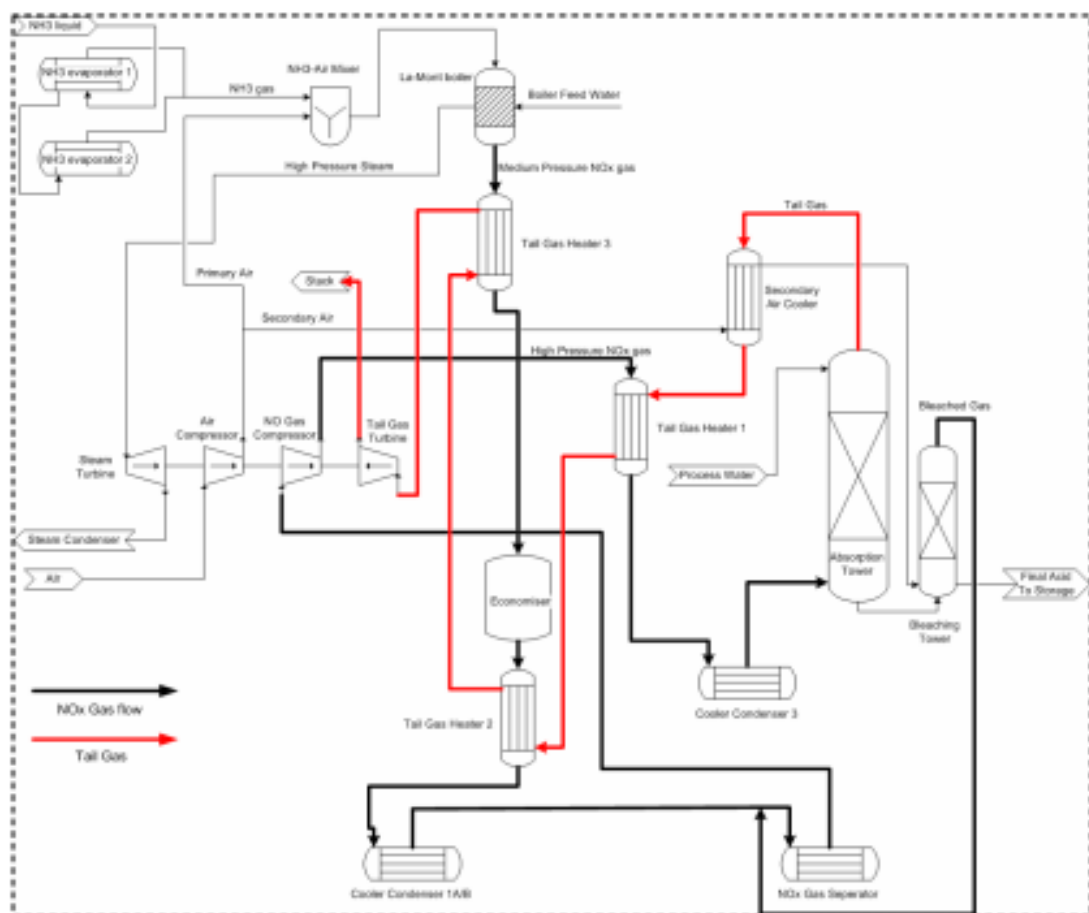 NH3 liquid
NH3 evaporator 1
NH3-Air Mixer
La-Mont boiler
NH3 gas
Boiler Feed Water
NH3 evaporator 2
High Pressure Steam
Medium Pressure NOx gas
Tail Gas
Tail Gas Heater 3
Primary Air
Stack
Secondary
Air Cooler
Secondary Air
High Pressure NOx gas
Bleached Gas
Air
Compressor
NO Gas
Compressor
Tail Gas
Turbine
Tail Gas Heater 1
Steam
Turbine
Process Water
Steam Condenser
Absorption
Tower
Air
Final Acid
To Storage
Economiser
Bleaching
Tower
NOx Gas flow
Cooler Condenser 3
Tail Gas Heater 2
Tail Gas
Cooler Condenser 1A/B
NOx Gas Seperator